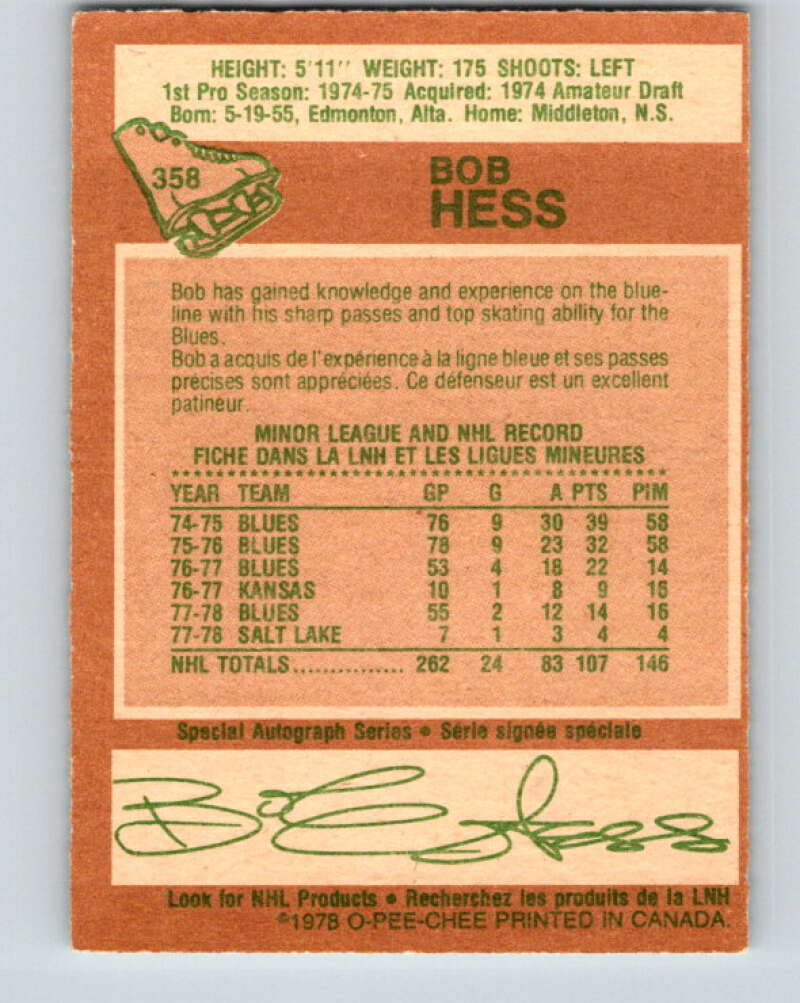 HEIGHT: 5'11" WEIGHT: 175 SHOOTS: LEFT
1st Pro Season: 1974-75 Acquired: 1974 Amateur Draft
Born: 5-19-55, Edmonton, Alta. Home: Middleton, N.S.
358
BOB
HESS
Bob has gained knowledge and experience on the blue-
line with his sharp passes and top skating ability for the
Blues.
Bob a acquis de l'expérience à la ligne bleue et ses passes
précises sont appréciées. Ce défenseur est un excellent
patineur.
MINOR LEAGUE AND NHL RECORD
FICHE DANS LA LNH ET LES LIGUES MINEURES
YEAR TEAM GP G A PTS PIM
74-75 BLUES 76 9 30 39 58
75-76 BLUES 78 9 23 32 58
76-77 BLUES 53 4 18 22 14
76-77 KANSAS 10 1 8 9 16
77-78 BLUES 55 2 12 14 16
77-78 SALT LAKE 7 1 3 4 4
NHL TOTALS............... 262 24 83 107 146
Special Autograph Series • Série signée spéciale
Bob Hess
Look for NHL Products • Recherchez les produits de la LNH
©1978 O-PEE-CHEE PRINTED IN CANADA.